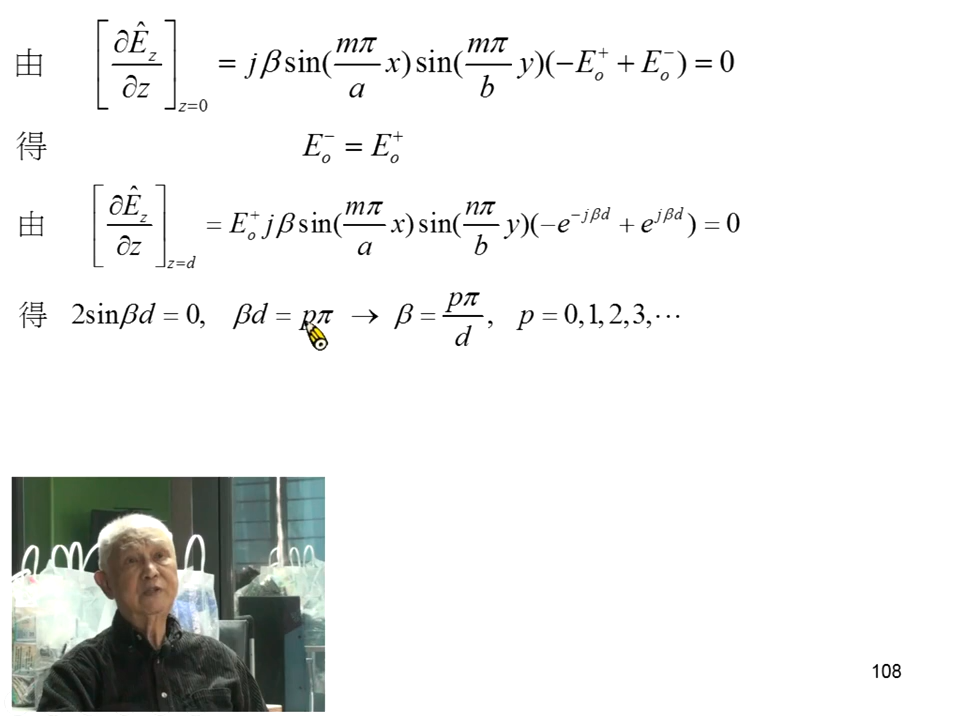 由 [∂Ê_z/∂z]_{z=0} = jβ sin(mπ/a x) sin(mπ/b y)(−E_o^+ + E_o^−) = 0
得 E_o^− = E_o^+
由 [∂Ê_z/∂z]_{z=d} = E_o^+ jβ sin(mπ/a x) sin(nπ/b y)(−e^{−jβd} + e^{jβd}) = 0
得 2sinβd = 0, βd = pπ → β = pπ/d, p = 0,1,2,3,⋯
108